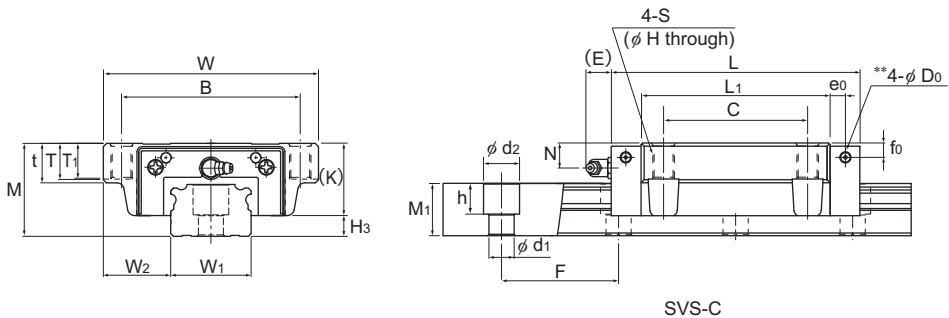 W
B
t
T
T1
M
(K)
H3
W2
W1
4-S
(φ H through)
(E)
L
L1
e0
**4-φ D0
C
f0
N
φ d2
h
M1
φ d1
F
SVS-C